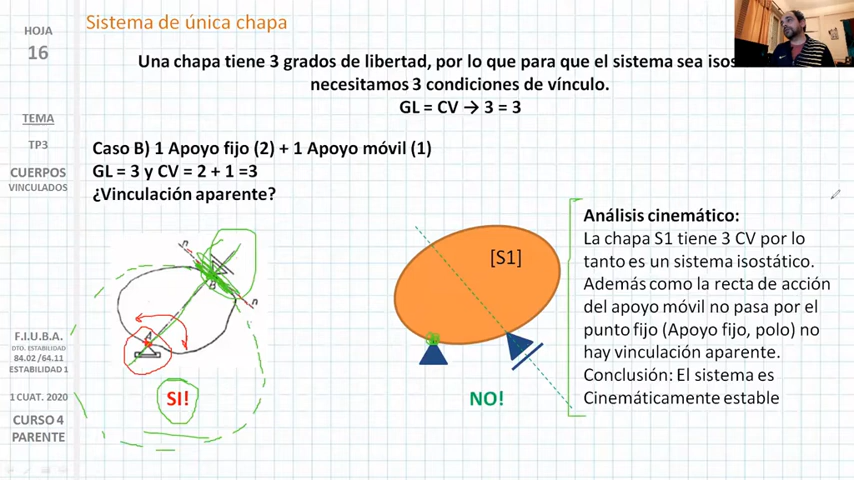 HOJA
16
TEMA
TP3
CUERPOS
VINCULADOS
F.I.U.B.A.
DTO. ESTABILIDAD
84.02 /64.11
ESTABILIDAD 1
1 CUAT. 2020
CURSO 4
PARENTE
Sistema de única chapa
Una chapa tiene 3 grados de libertad, por lo que para que el sistema sea isos
necesitamos 3 condiciones de vínculo.
GL = CV → 3 = 3
Caso B) 1 Apoyo fijo (2) + 1 Apoyo móvil (1)
GL = 3 y CV = 2 + 1 =3
¿Vinculación aparente?
n
B
n
A
SI!
[S1]
NO!
Análisis cinemático:
La chapa S1 tiene 3 CV por lo
tanto es un sistema isostático.
Además como la recta de acción
del apoyo móvil no pasa por el
punto fijo (Apoyo fijo, polo) no
hay vinculación aparente.
Conclusión: El sistema es
Cinemáticamente estable